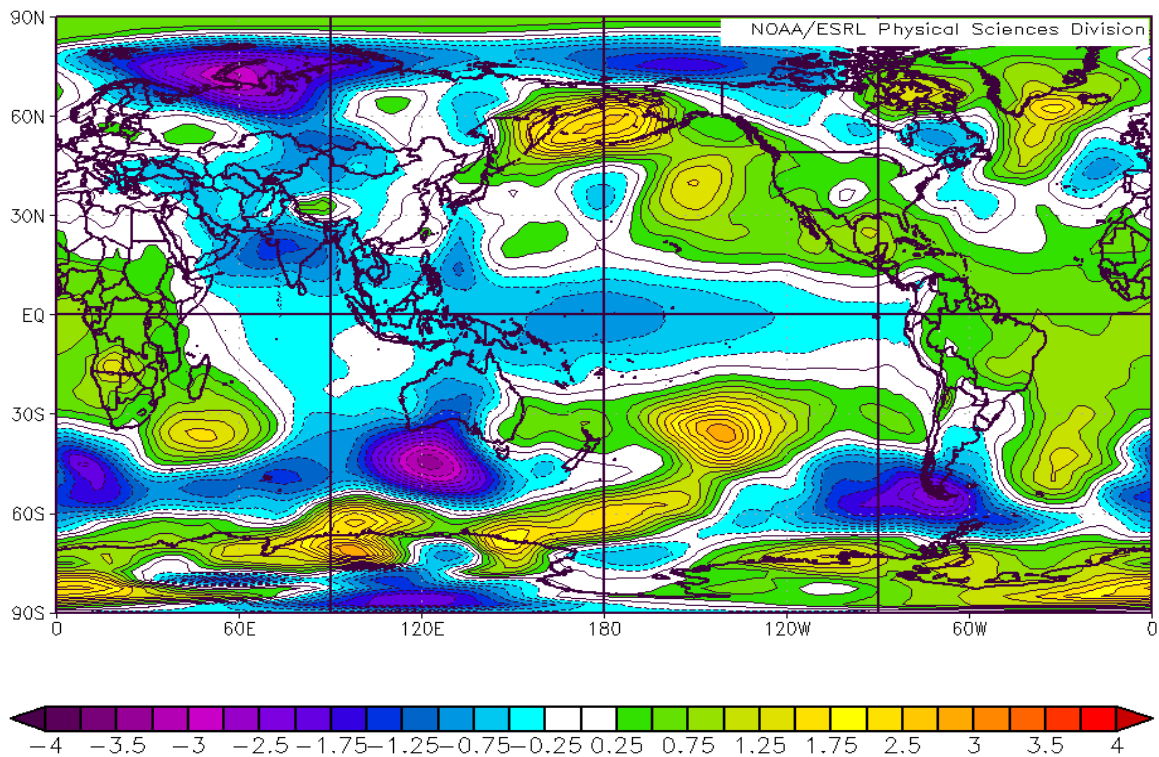 NOAA/ESRL Physical Sciences Division
90N
60N
30N
EQ
30S
60S
90S
0 60E 120E 180 120W 60W 0
−4 −3.5 −3 −2.5 −1.75 −1.25 −0.75 −0.25 0.25 0.75 1.25 1.75 2.5 3 3.5 4